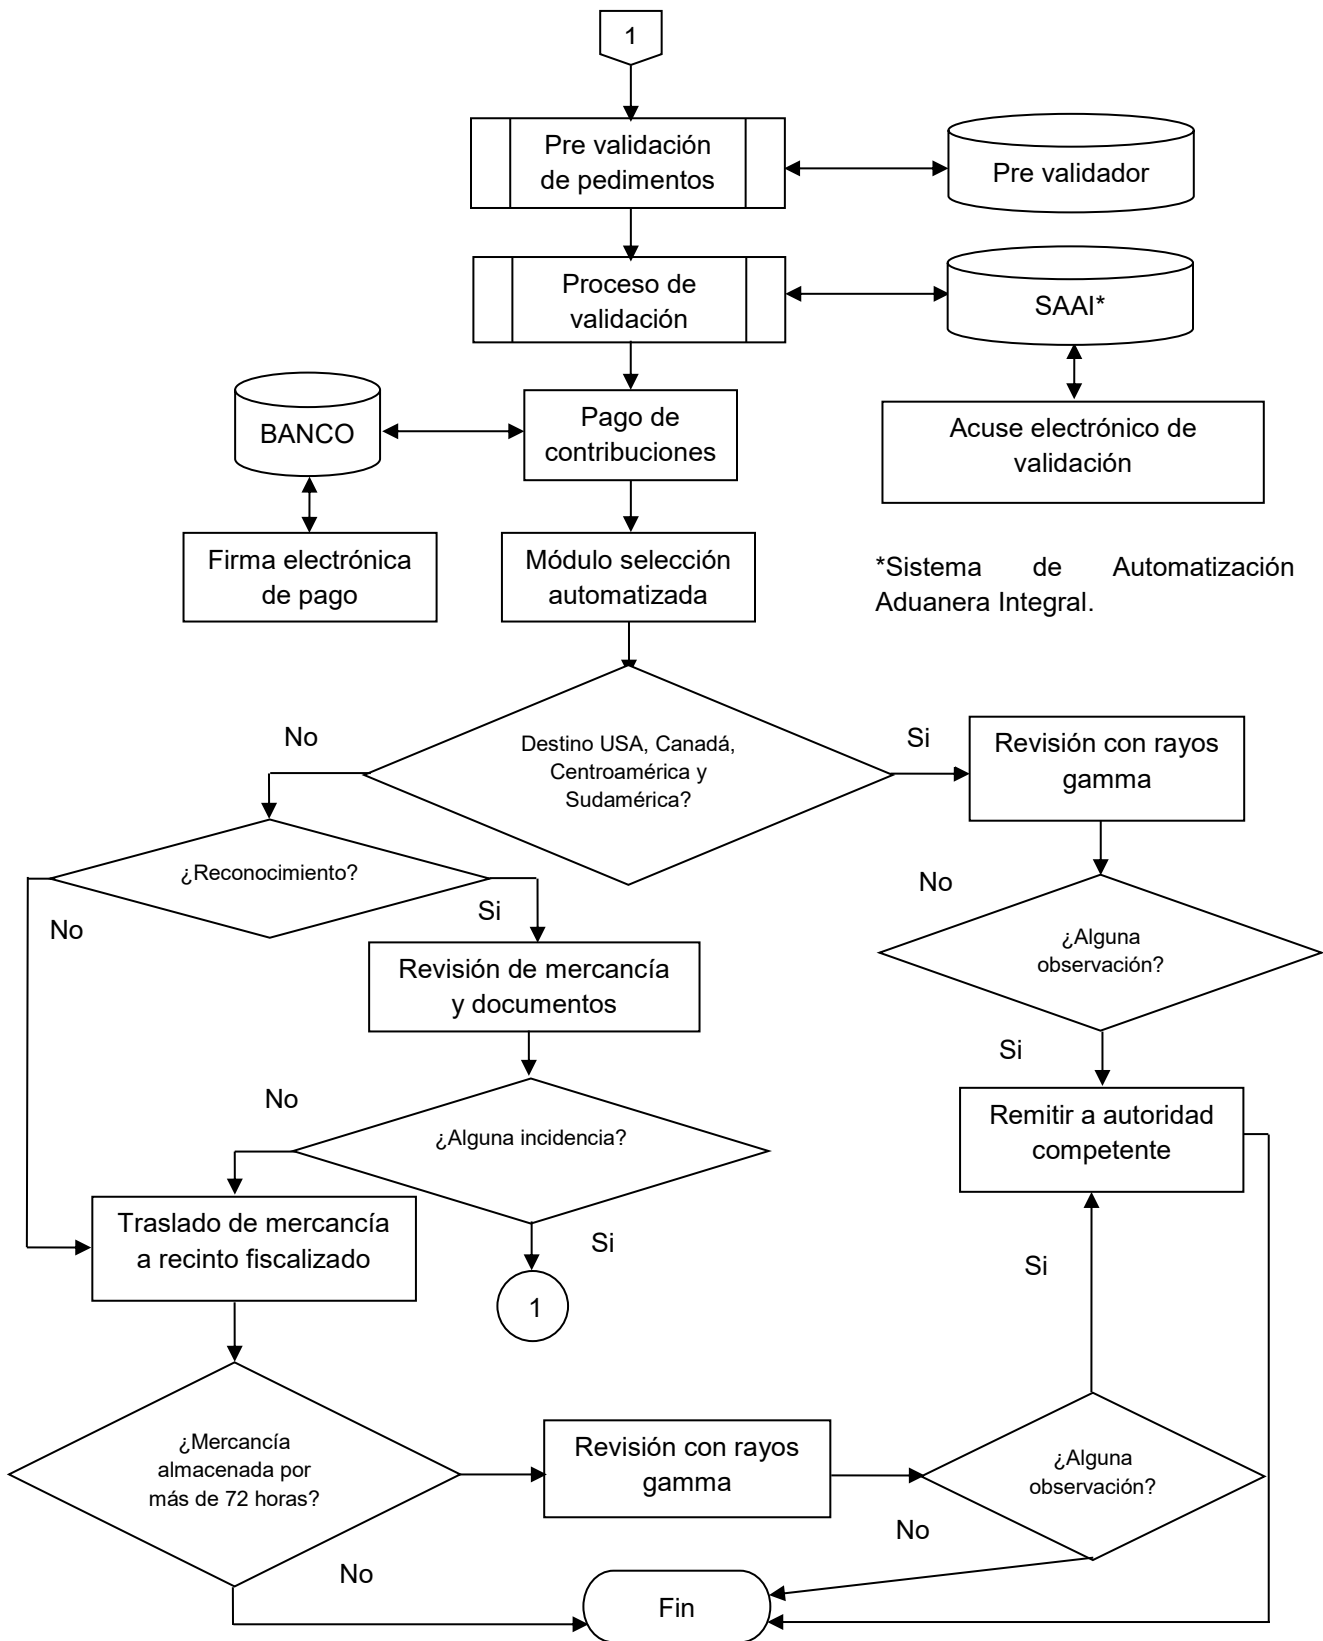 1
Pre validación
de pedimentos
Pre validador
Proceso de
validación
SAAI*
BANCO
Pago de
contribuciones
Acuse electrónico de
validación
Firma electrónica
de pago
Módulo selección
automatizada
*Sistema de Automatización
Aduanera Integral.
No
Destino USA, Canadá,
Centroamérica y
Sudamérica?
Si
Revisión con rayos
gamma
¿Reconocimiento?
No
Si
No
¿Alguna
observación?
Revisión de mercancía
y documentos
Si
No
¿Alguna incidencia?
Remitir a autoridad
competente
Traslado de mercancía
a recinto fiscalizado
Si
1
Si
¿Mercancía
almacenada por
más de 72 horas?
Revisión con rayos
gamma
¿Alguna
observación?
No
No
Fin